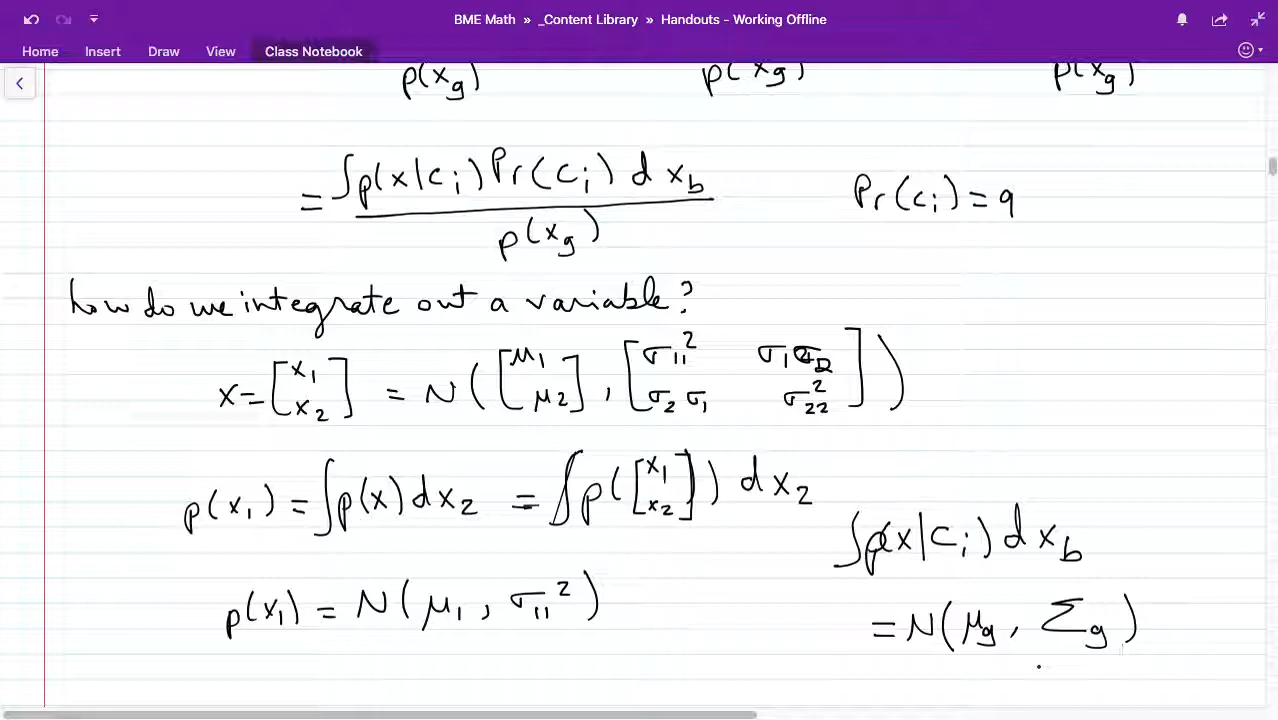 BME Math » _Content Library » Handouts - Working Offline
Home Insert Draw View Class Notebook
p(x_g) p(x_g) p(x_g)
= ∫p(x|c_i)Pr(c_i) d x_b / p(x_g) Pr(c_i) = 9
how do we integrate out a variable?
x = [x_1 x_2] = N([μ_1 μ_2], [σ_11^2 σ_1σ_2 σ_2σ_1 σ_22^2])
p(x_1) = ∫p(x)dx_2 = ∫p([x_1 x_2]) dx_2
∫p(x|c_i) dx_b
p(x_1) = N(μ_1, σ_11^2)
= N(μ_g, Σ_g)